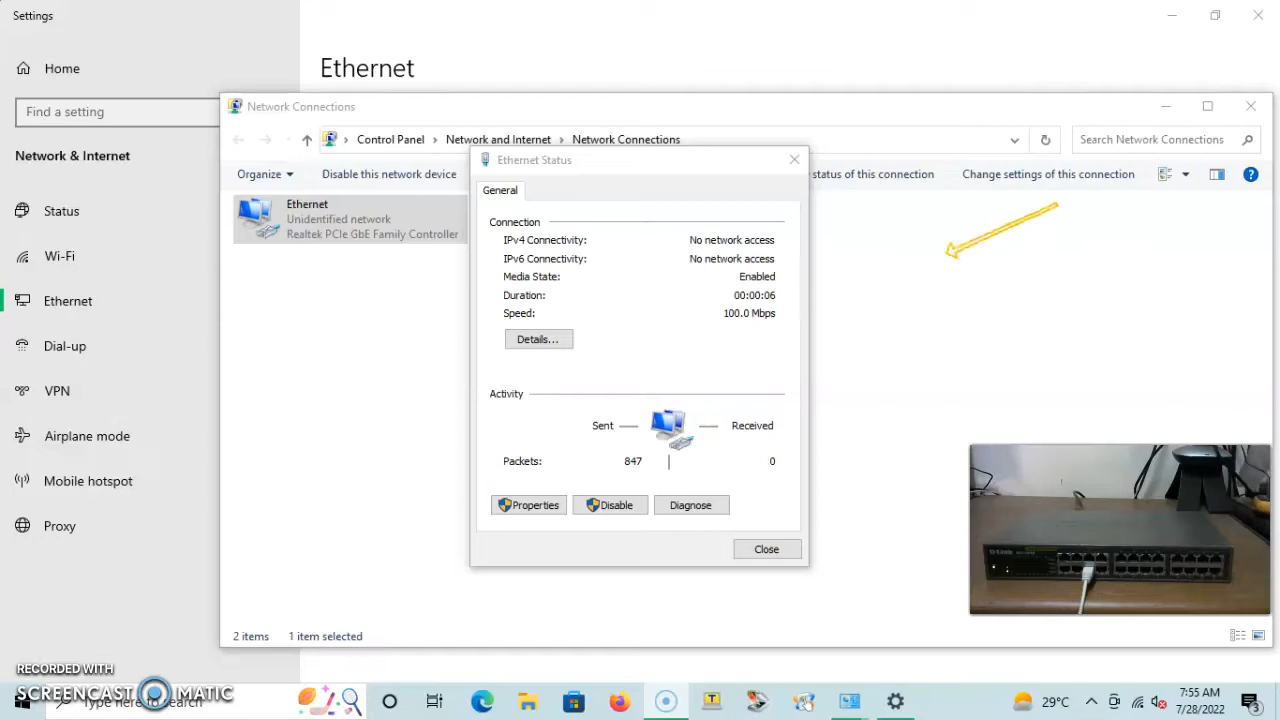 Settings
Home
Find a setting
Network & Internet
Status
Wi-Fi
Ethernet
Dial-up
VPN
Airplane mode
Mobile hotspot
Proxy
Ethernet
Network Connections
Control Panel > Network and Internet > Network Connections
Search Network Connections
Organize
Disable this network device
status of this connection
Change settings of this connection
Ethernet
Unidentified network
Realtek PCIe GbE Family Controller
Ethernet Status
General
Connection
IPv4 Connectivity: No network access
IPv6 Connectivity: No network access
Media State: Enabled
Duration: 00:00:06
Speed: 100.0 Mbps
Details...
Activity
Sent Received
Packets: 847 0
Properties Disable Diagnose
Close
D-Link
2 items 1 item selected
RECORDED WITH
SCREENCAST-O-MATIC
Type here to search
29°C
7:55 AM
7/28/2022
3